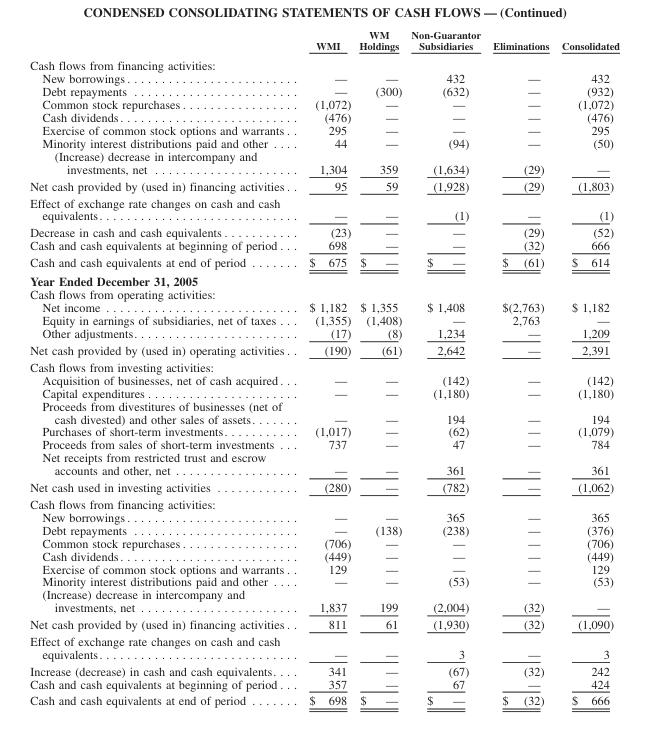 CONDENSED CONSOLIDATING STATEMENTS OF CASH FLOWS — (Continued)
WMI WM Holdings Non-Guarantor Subsidiaries Eliminations Consolidated
Cash flows from financing activities:
New borrowings . . . . . . . . . . . . . . . . . . . . . . . . . — — 432 — 432
Debt repayments . . . . . . . . . . . . . . . . . . . . . . . . — (300) (632) — (932)
Common stock repurchases . . . . . . . . . . . . . . . . . (1,072) — — — (1,072)
Cash dividends . . . . . . . . . . . . . . . . . . . . . . . . . . (476) — — — (476)
Exercise of common stock options and warrants . . 295 — — — 295
Minority interest distributions paid and other . . . . 44 — (94) — (50)
(Increase) decrease in intercompany and
investments, net . . . . . . . . . . . . . . . . . . . . . 1,304 359 (1,634) (29) —
Net cash provided by (used in) financing activities . . 95 59 (1,928) (29) (1,803)
Effect of exchange rate changes on cash and cash
equivalents . . . . . . . . . . . . . . . . . . . . . . . . . . . . — — (1) — (1)
Decrease in cash and cash equivalents . . . . . . . . . . . (23) — — (29) (52)
Cash and cash equivalents at beginning of period . . . 698 — — (32) 666
Cash and cash equivalents at end of period . . . . . . . $ 675 $ — $ — $ (61) $ 614
Year Ended December 31, 2005
Cash flows from operating activities:
Net income . . . . . . . . . . . . . . . . . . . . . . . . . . . . $ 1,182 $ 1,355 $ 1,408 $(2,763) $ 1,182
Equity in earnings of subsidiaries, net of taxes . . . (1,355) (1,408) — 2,763 —
Other adjustments . . . . . . . . . . . . . . . . . . . . . . . . (17) (8) 1,234 — 1,209
Net cash provided by (used in) operating activities . . (190) (61) 2,642 — 2,391
Cash flows from investing activities:
Acquisition of businesses, net of cash acquired . . . — — (142) — (142)
Capital expenditures . . . . . . . . . . . . . . . . . . . . . . — — (1,180) — (1,180)
Proceeds from divestitures of businesses (net of
cash divested) and other sales of assets . . . . . . . — — 194 — 194
Purchases of short-term investments . . . . . . . . . . . (1,017) — (62) — (1,079)
Proceeds from sales of short-term investments . . . 737 — 47 — 784
Net receipts from restricted trust and escrow
accounts and other, net . . . . . . . . . . . . . . . . . — — 361 — 361
Net cash used in investing activities . . . . . . . . . . . . (280) — (782) — (1,062)
Cash flows from financing activities:
New borrowings . . . . . . . . . . . . . . . . . . . . . . . . . — — 365 — 365
Debt repayments . . . . . . . . . . . . . . . . . . . . . . . . — (138) (238) — (376)
Common stock repurchases . . . . . . . . . . . . . . . . . (706) — — — (706)
Cash dividends . . . . . . . . . . . . . . . . . . . . . . . . . . (449) — — — (449)
Exercise of common stock options and warrants . . 129 — — — 129
Minority interest distributions paid and other . . . . — — (53) — (53)
(Increase) decrease in intercompany and
investments, net . . . . . . . . . . . . . . . . . . . . . . . 1,837 199 (2,004) (32) —
Net cash provided by (used in) financing activities . . 811 61 (1,930) (32) (1,090)
Effect of exchange rate changes on cash and cash
equivalents . . . . . . . . . . . . . . . . . . . . . . . . . . . . — — 3 — 3
Increase (decrease) in cash and cash equivalents . . . . 341 — (67) (32) 242
Cash and cash equivalents at beginning of period . . . 357 — 67 — 424
Cash and cash equivalents at end of period . . . . . . . $ 698 $ — $ — $ (32) $ 666